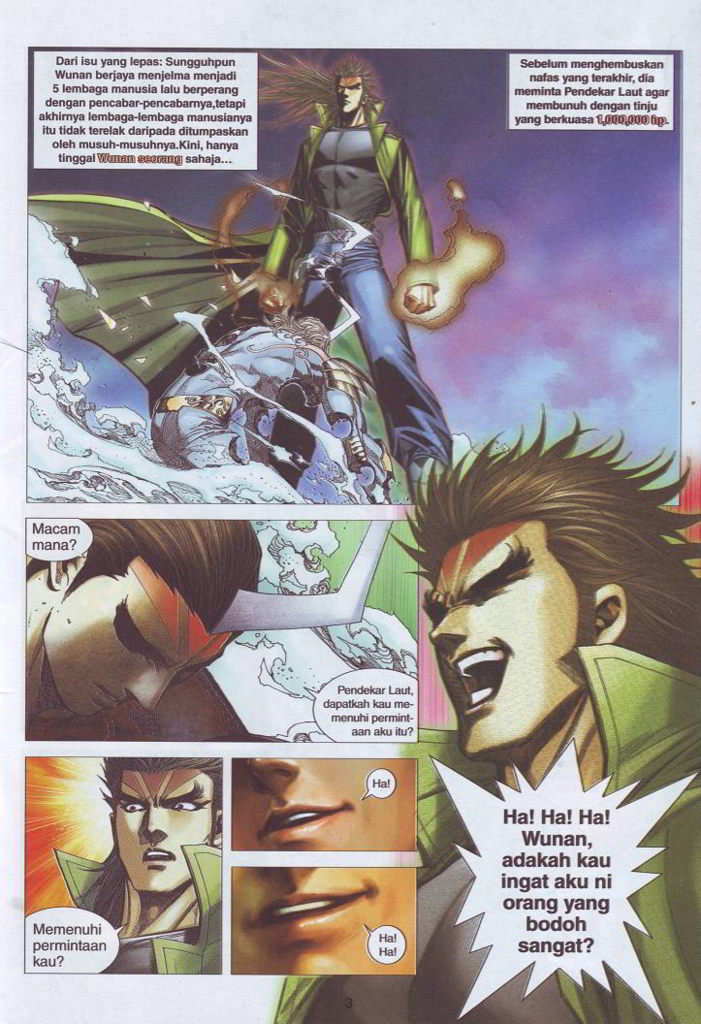 Dari isu yang lepas: Sungguhpun
Wunan berjaya menjelma menjadi
5 lembaga manusia lalu berperang
dengan pencabar-pencabarnya,tetapi
akhirnya lembaga-lembaga manusianya
itu tidak terelak daripada ditumpaskan
oleh musuh-musuhnya.Kini, hanya
tinggal Wunan seorang sahaja...
Sebelum menghembuskan
nafas yang terakhir, dia
meminta Pendekar Laut agar
membunuh dengan tinju
yang berkuasa 1,000,000 hp.
Macam
mana?
Pendekar Laut,
dapatkah kau me-
menuhi permint-
aan aku itu?
Memenuhi
permintaan
kau?
Ha!
Ha!
Ha!
Ha! Ha! Ha!
Wunan,
adakah kau
ingat aku ni
orang yang
bodoh
sangat?
3